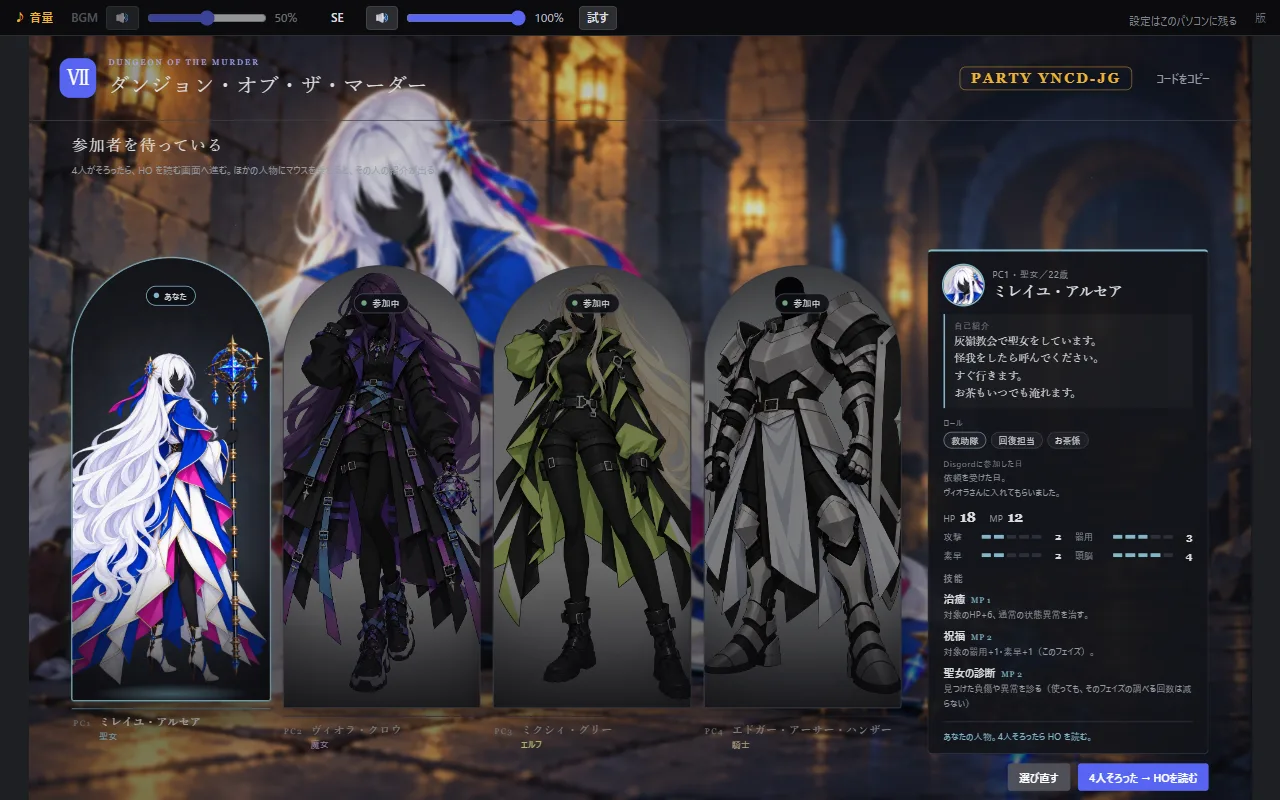 ♪ 音量 BGM 50% SE 100% 試す 設定はこのパソコンに残る 版
VII
DUNGEON OF THE MURDER
ダンジョン・オブ・ザ・マーダー
PARTY YNCD-JG コードをコピー
参加者を待っている
4人がそろったら、HO を読む画面へ進む。ほかの人物にマウスを
あなた
参加中
参加中
参加中
PC1 ミレイユ・アルセア
聖女
PC2 ヴィオラ・クロウ
魔女
PC3 ミクシィ・グリー
エルフ
PC4 エドガー・アーサー・ハンザー
騎士
PC1・聖女／22歳
ミレイユ・アルセア
自己紹介
灰嶺教会で聖女をしています。
怪我をしたら呼んでください。
すぐ行きます。
お茶もいつでも淹れます。
ロール
救助隊 回復担当 お茶係
Disgordに参加した日
依頼を受けた日。
ヴィオラさんに入れてもらいました。
HP 18 MP 12
攻撃 2 器用 3
素早 2 頭脳 4
技能
治癒 MP 1
対象のHP+6、通常の状態異常を治す。
祝福 MP 2
対象の器用+1・素早+1（このフェイズ）。
聖女の診断 MP 2
見つけた負傷や異常を診る（使っても、そのフェイズの調べる回数は減
らない）
あなたの人物。4人そろったら HO を読む。
選び直す 4人そろった → HOを読む